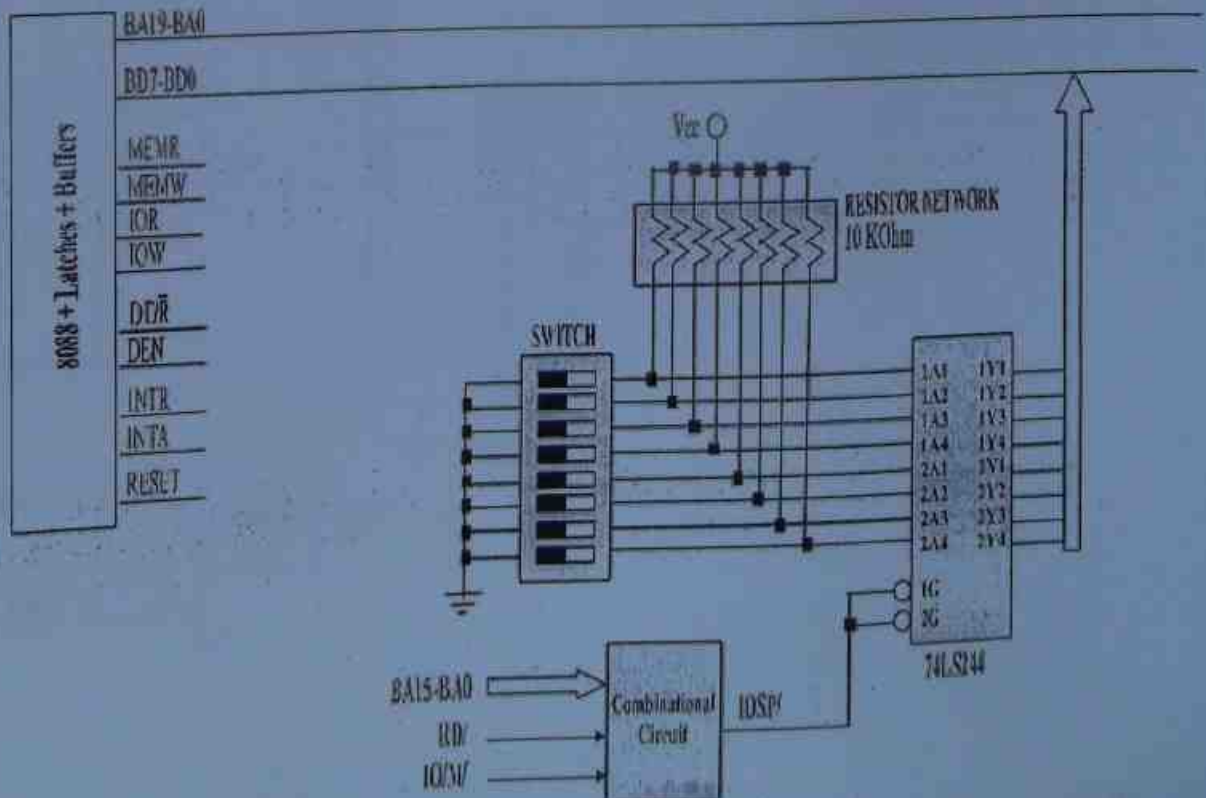 BA19-BA0
BD7-BD0
8088 + Latches + Buffers
MEMR
MEMW
IOR
IOW
DT/R̅
DEN
INTR
INTA
RESET
Vcc
RESISTOR NETWORK
10 KOhm
SWITCH
1A1 1Y1
1A2 1Y2
1A3 1Y3
1A4 1Y4
2A1 2Y1
2A2 2Y2
2A3 2Y3
2A4 2Y4
1G
2G
74LS244
BA15-BA0
RD/
IO/M/
Combinational
Circuit
IOSP/